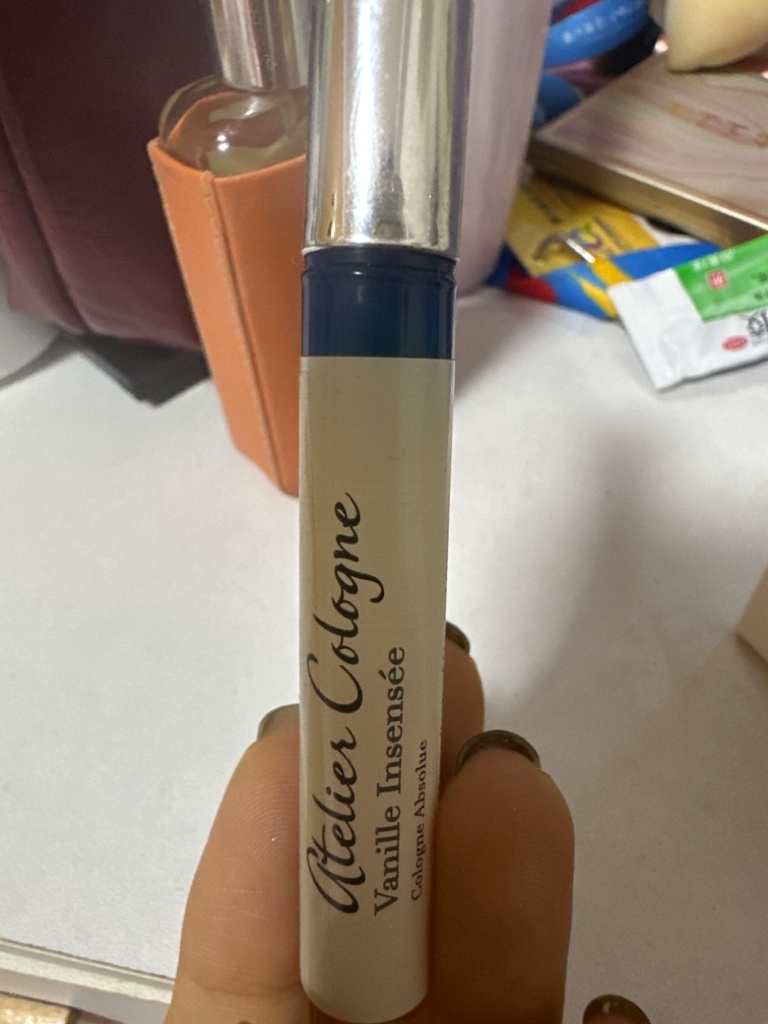 Atelier Cologne
Vanille Insensée
Cologne Absolue